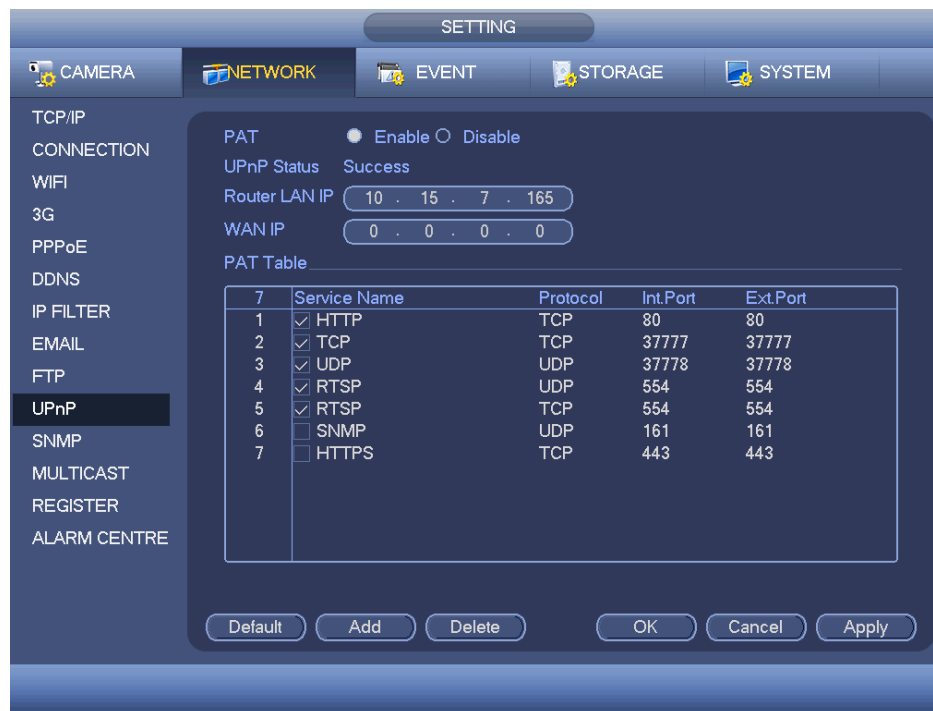 SETTING
CAMERA NETWORK EVENT STORAGE SYSTEM
TCP/IP
CONNECTION
WIFI
3G
PPPoE
DDNS
IP FILTER
EMAIL
FTP
UPnP
SNMP
MULTICAST
REGISTER
ALARM CENTRE
PAT Enable Disable
UPnP Status Success
Router LAN IP 10 . 15 . 7 . 165
WAN IP 0 . 0 . 0 . 0
PAT Table
7 Service Name Protocol Int.Port Ext.Port
1 HTTP TCP 80 80
2 TCP TCP 37777 37777
3 UDP UDP 37778 37778
4 RTSP UDP 554 554
5 RTSP TCP 554 554
6 SNMP UDP 161 161
7 HTTPS TCP 443 443
Default Add Delete OK Cancel Apply